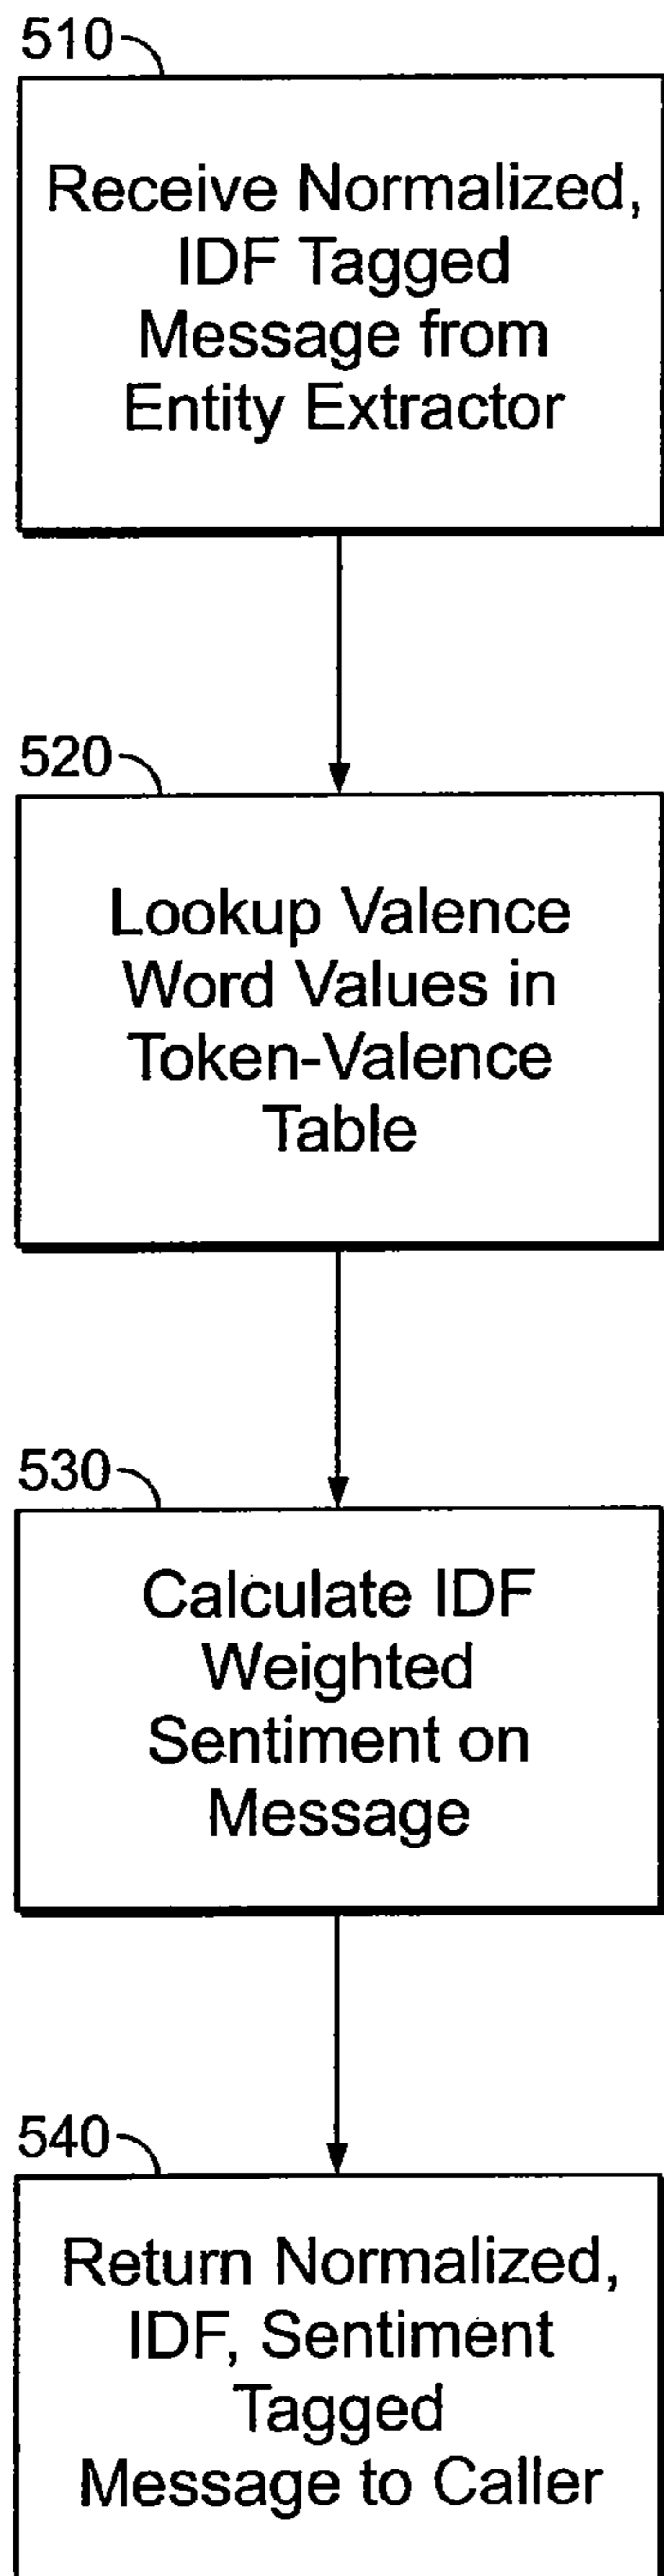 510
Receive Normalized,
IDF Tagged
Message from
Entity Extractor
520
Lookup Valence
Word Values in
Token-Valence
Table
530
Calculate IDF
Weighted
Sentiment on
Message
540
Return Normalized,
IDF, Sentiment
Tagged
Message to Caller